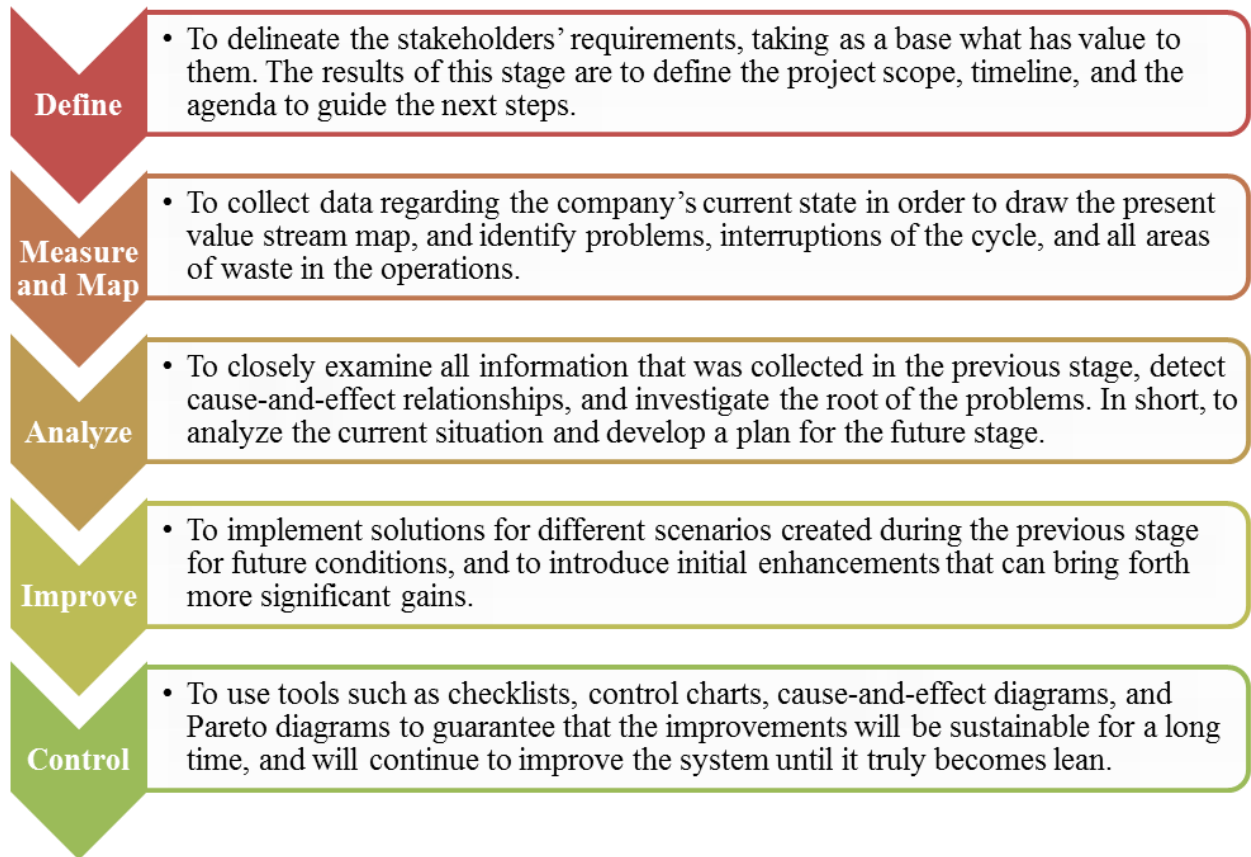 Define
• To delineate the stakeholders' requirements, taking as a base what has value to
them. The results of this stage are to define the project scope, timeline, and the
agenda to guide the next steps.
Measure
and Map
• To collect data regarding the company's current state in order to draw the present
value stream map, and identify problems, interruptions of the cycle, and all areas
of waste in the operations.
Analyze
• To closely examine all information that was collected in the previous stage, detect
cause-and-effect relationships, and investigate the root of the problems. In short, to
analyze the current situation and develop a plan for the future stage.
Improve
• To implement solutions for different scenarios created during the previous stage
for future conditions, and to introduce initial enhancements that can bring forth
more significant gains.
Control
• To use tools such as checklists, control charts, cause-and-effect diagrams, and
Pareto diagrams to guarantee that the improvements will be sustainable for a long
time, and will continue to improve the system until it truly becomes lean.